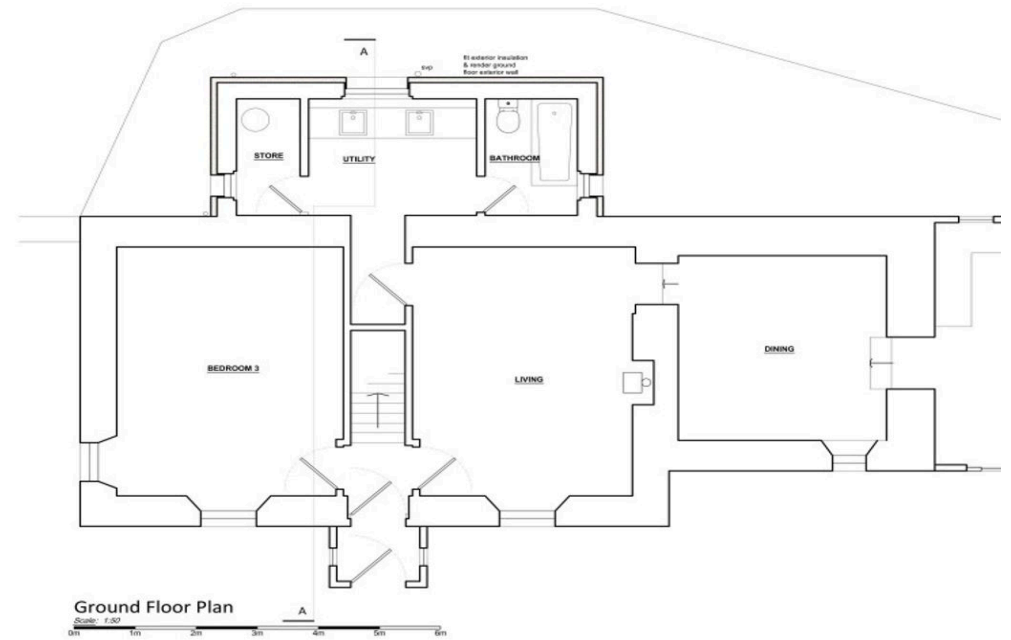 A
svp
fit exterior insulation
& render ground
floor exterior wall
STORE
UTILITY
BATHROOM
BEDROOM 3
LIVING
DINING
Ground Floor Plan
Scale: 1:50
A
0m 1m 2m 3m 4m 5m 6m